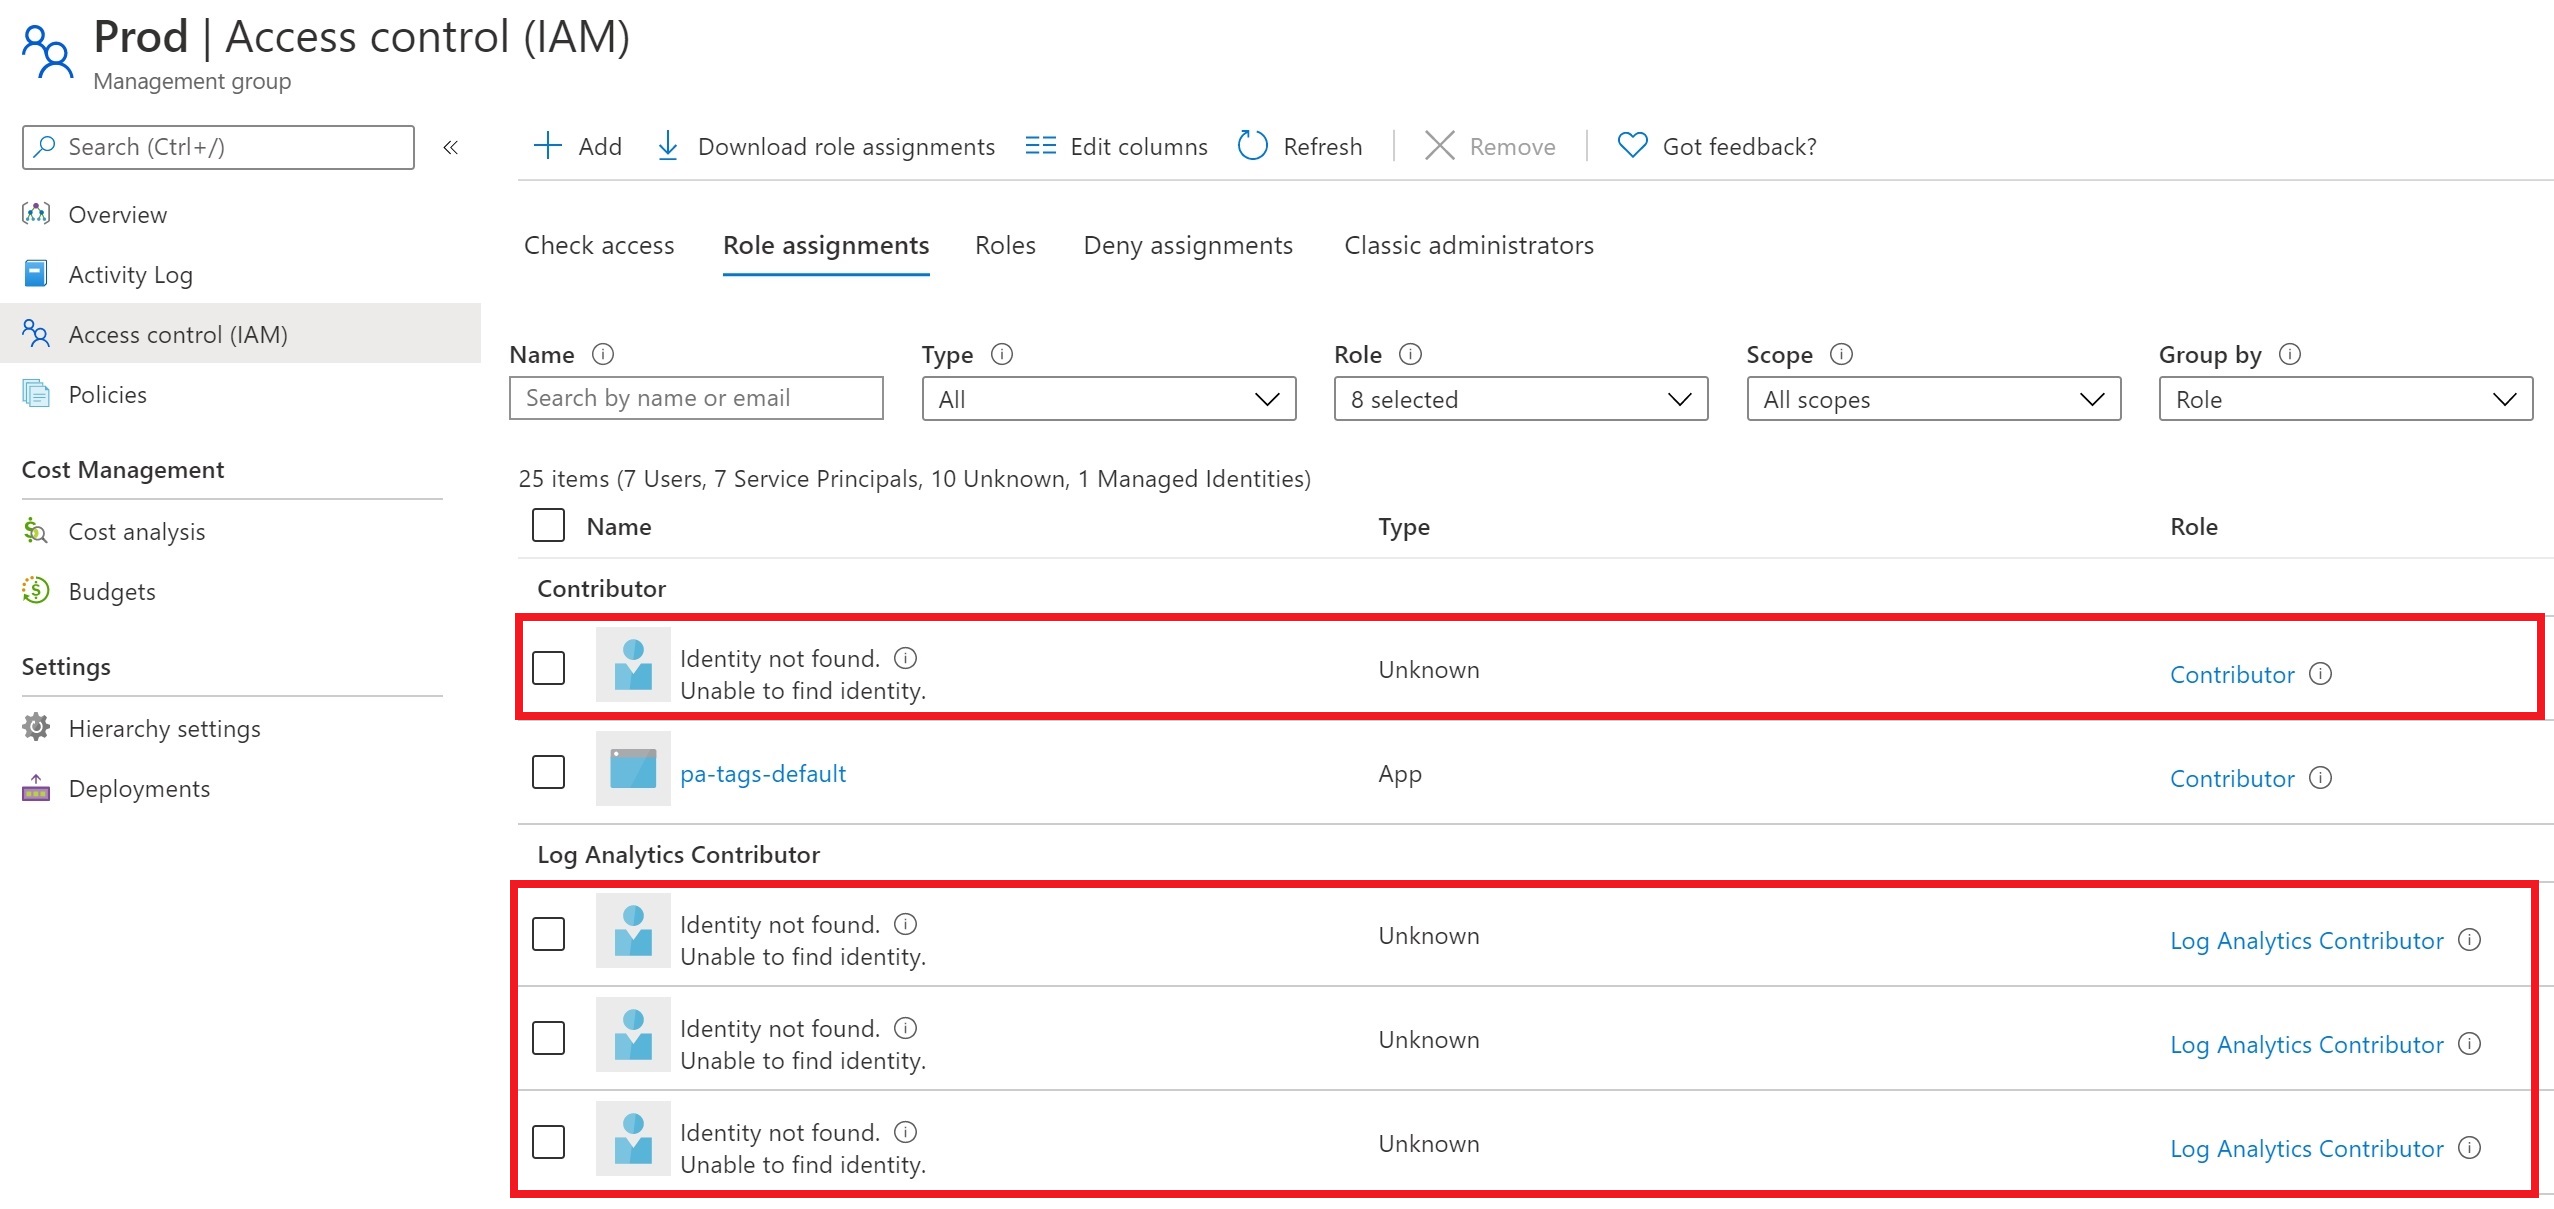 Prod | Access control (IAM)
Management group
Search (Ctrl+/)
«
Overview
Activity Log
Access control (IAM)
Policies
Cost Management
Cost analysis
Budgets
Settings
Hierarchy settings
Deployments
Add
Download role assignments
Edit columns
Refresh
Remove
Got feedback?
Check access
Role assignments
Roles
Deny assignments
Classic administrators
Name
Search by name or email
Type
All
Role
8 selected
Scope
All scopes
Group by
Role
25 items (7 Users, 7 Service Principals, 10 Unknown, 1 Managed Identities)
Name Type Role
Contributor
Identity not found.
Unable to find identity.
Unknown
Contributor
pa-tags-default
App
Contributor
Log Analytics Contributor
Identity not found.
Unable to find identity.
Unknown
Log Analytics Contributor
Identity not found.
Unable to find identity.
Unknown
Log Analytics Contributor
Identity not found.
Unable to find identity.
Unknown
Log Analytics Contributor